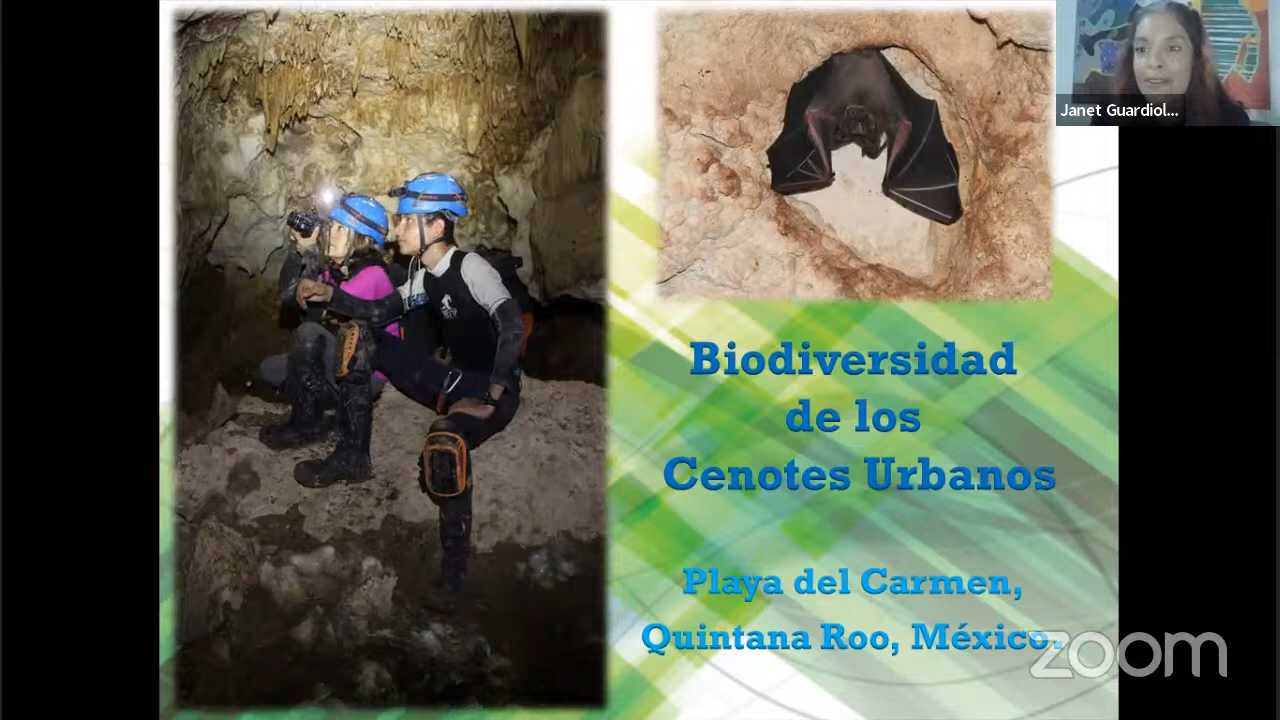 Janet Guardiol...
Biodiversidad
de los
Cenotes Urbanos
Playa del Carmen,
Quintana Roo, México.
zoom